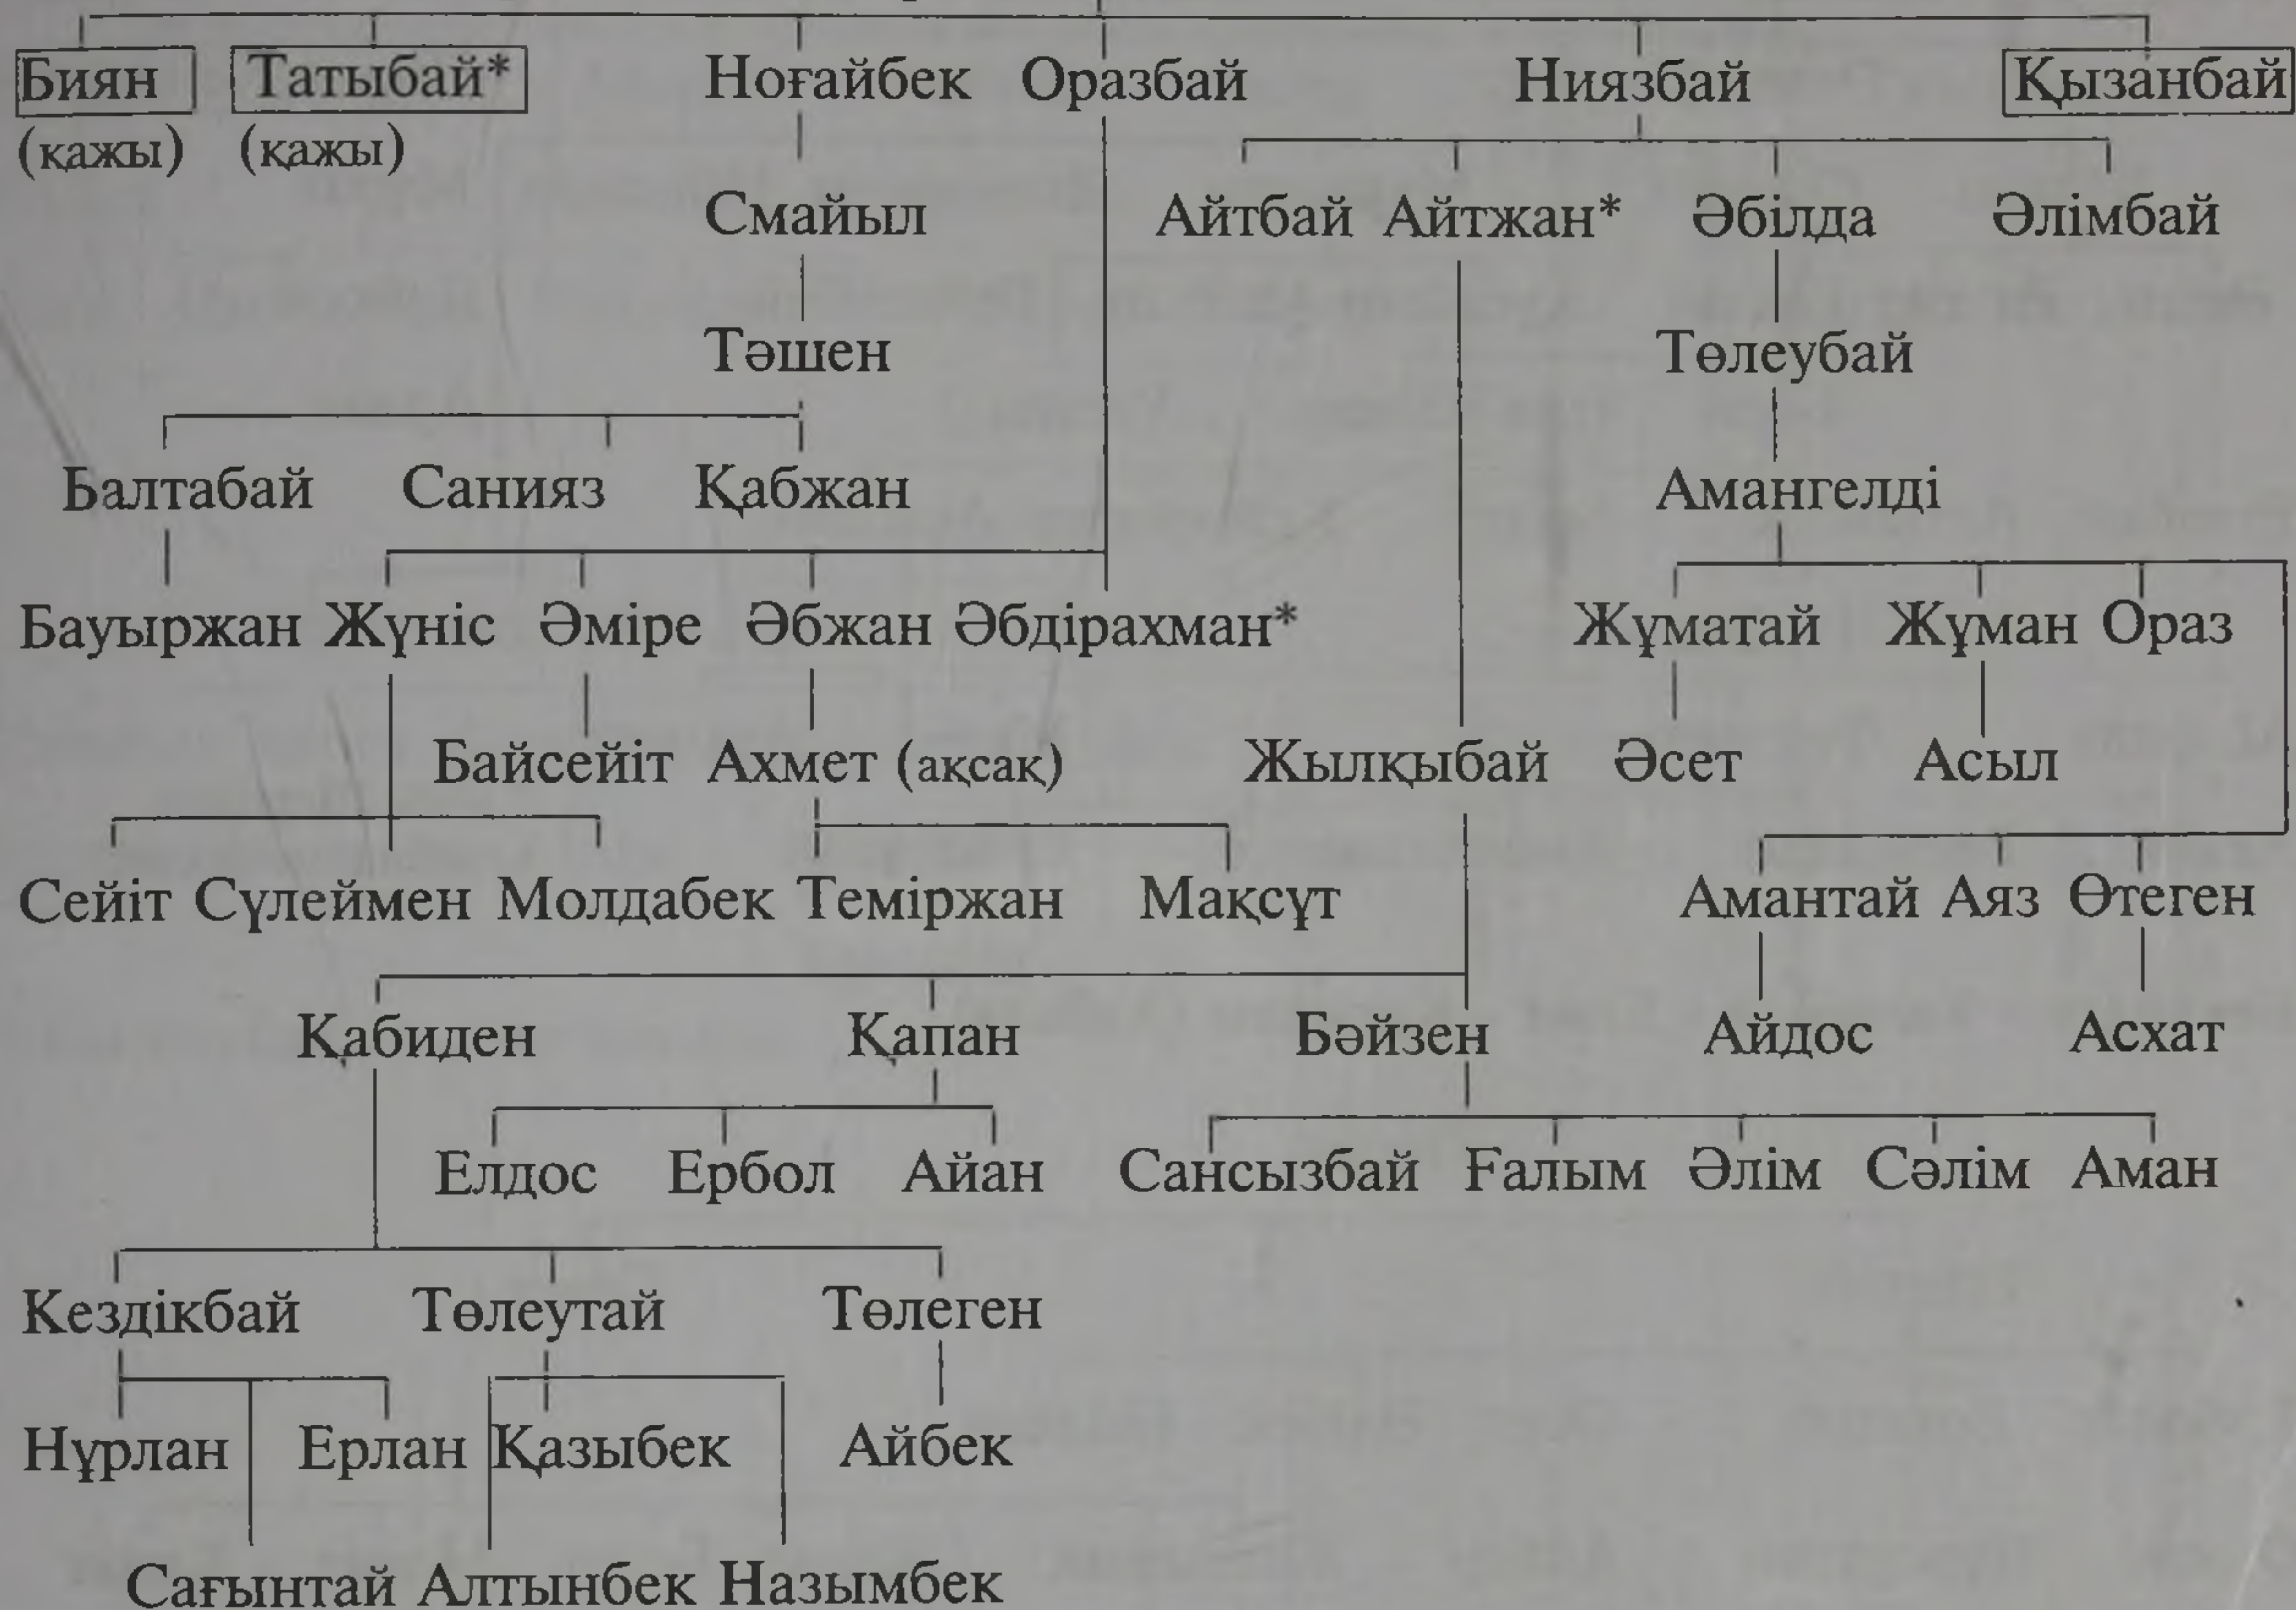 Биян Татыбай* Ноғайбек Оразбай Ниязбай Қызанбай
(қажы) (қажы)
Смайыл Айтбай Айтжан* Әбілда Әлімбай
Тәшен Төлеубай
Балтабай Санияз Қабжан Амангелді
Бауыржан Жүніс Әміре Әбжан Әбдірахман* Жұматай Жұман Ораз
Байсейіт Ахмет (ақсақ) Жылқыбай Әсет Асыл
Сейіт Сүлеймен Молдабек Теміржан Мақсұт Амантай Аяз Өтеген
Қабиден Қапан Бәйзен Айдос Асхат
Елдос Ербол Айан Сансызбай Ғалым Әлім Сәлім Аман
Кездікбай Төлеутай Төлеген
Нұрлан Ерлан Қазыбек Айбек
Сағынтай Алтынбек Назымбек